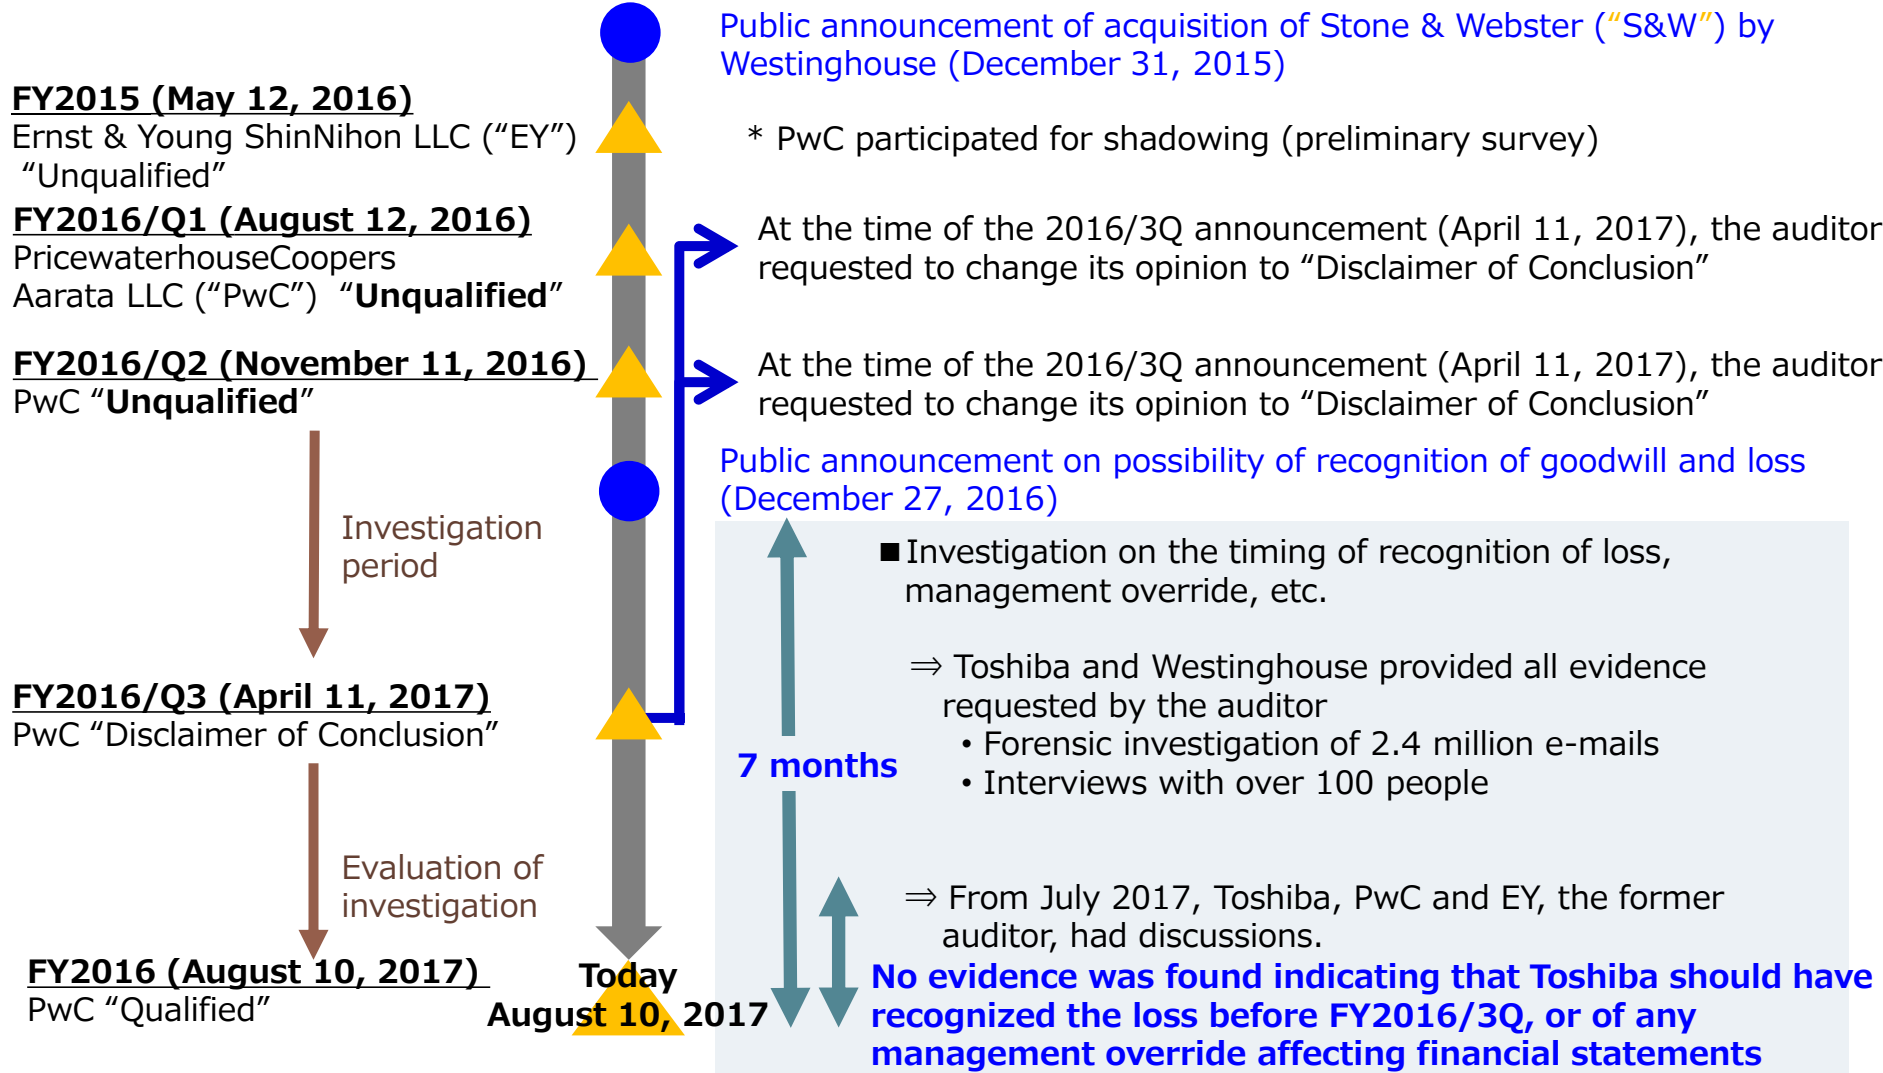 Public announcement of acquisition of Stone & Webster (“S&W”) by
Westinghouse (December 31, 2015)
FY2015 (May 12, 2016)
Ernst & Young ShinNihon LLC (“EY”)
“Unqualified”
* PwC participated for shadowing (preliminary survey)
FY2016/Q1 (August 12, 2016)
PricewaterhouseCoopers
Aarata LLC (“PwC”) “Unqualified”
At the time of the 2016/3Q announcement (April 11, 2017), the auditor
requested to change its opinion to “Disclaimer of Conclusion”
FY2016/Q2 (November 11, 2016)
PwC “Unqualified”
At the time of the 2016/3Q announcement (April 11, 2017), the auditor
requested to change its opinion to “Disclaimer of Conclusion”
Public announcement on possibility of recognition of goodwill and loss
(December 27, 2016)
Investigation
period
■Investigation on the timing of recognition of loss,
management override, etc.
⇒ Toshiba and Westinghouse provided all evidence
requested by the auditor
• Forensic investigation of 2.4 million e-mails
• Interviews with over 100 people
FY2016/Q3 (April 11, 2017)
PwC “Disclaimer of Conclusion”
7 months
Evaluation of
investigation
⇒ From July 2017, Toshiba, PwC and EY, the former
auditor, had discussions.
FY2016 (August 10, 2017)
PwC “Qualified”
Today
August 10, 2017
No evidence was found indicating that Toshiba should have
recognized the loss before FY2016/3Q, or of any
management override affecting financial statements